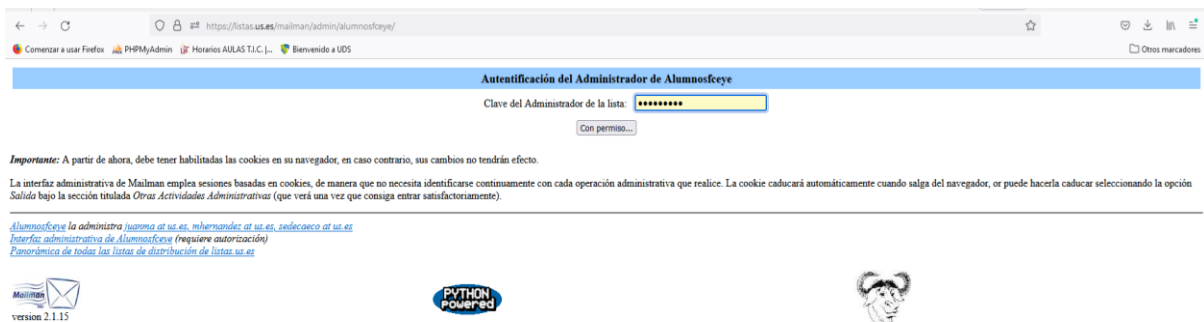 https://listas.us.es/mailman/admin/alumnosfceye/
Comenzar a usar Firefox PHPMyAdmin Horarios AULAS T.I.C. |... Bienvenido a UDS Otros marcadores
Autentificación del Administrador de Alumnosfceye
Clave del Administrador de la lista: •••••••••
Con permiso...
Importante: A partir de ahora, debe tener habilitadas las cookies en su navegador, en caso contrario, sus cambios no tendrán efecto.
La interfaz administrativa de Mailman emplea sesiones basadas en cookies, de manera que no necesita identificarse continuamente con cada operación administrativa que realice. La cookie caducará automáticamente cuando salga del navegador, or puede hacerla caducar seleccionando la opción
Salida bajo la sección titulada Otras Actividades Administrativas (que verá una vez que consiga entrar satisfactoriamente).
Alumnosfceye la administra juanma at us.es, mhernandez at us.es, sedecaeco at us.es
Interfaz administrativa de Alumnosfceye (requiere autorización)
Panorámica de todas las listas de distribución de listas.us.es
Mailman
PYTHON
Powered
version 2.1.15